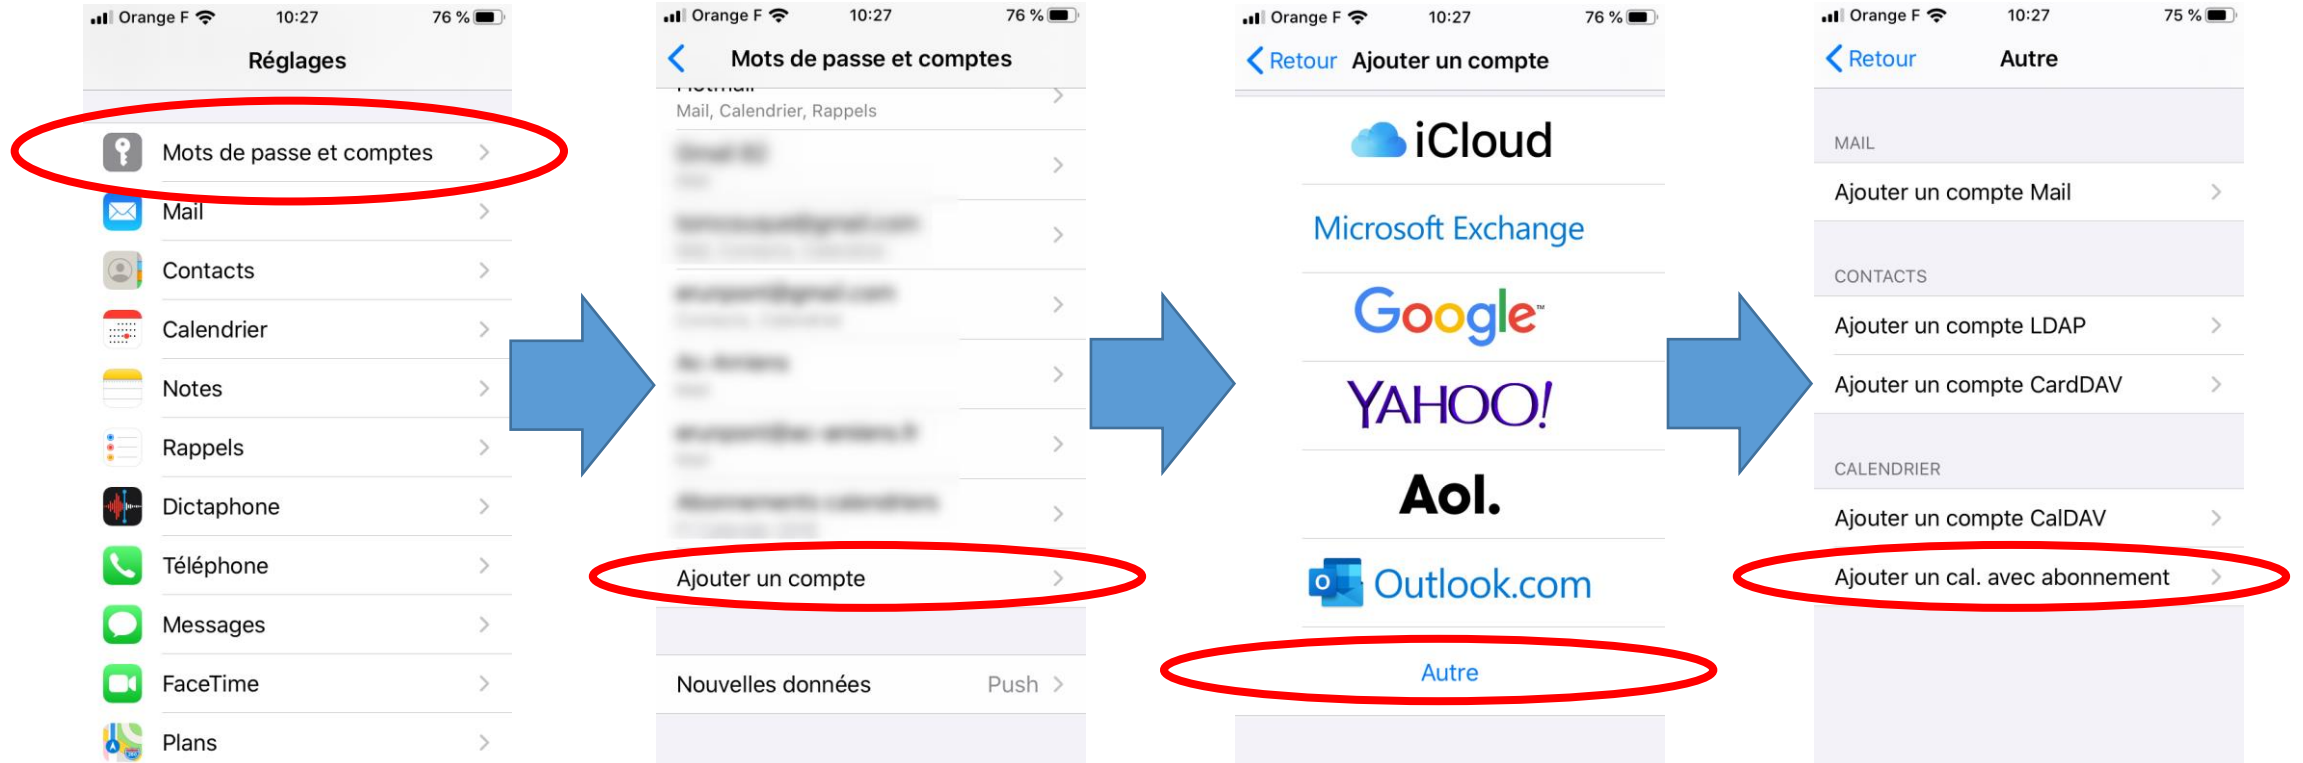 Orange F 10:27 76 %
Réglages
Mots de passe et comptes
Mail
Contacts
Calendrier
Notes
Rappels
Dictaphone
Téléphone
Messages
FaceTime
Plans
Orange F 10:27 76 %
Mots de passe et comptes
Mail, Calendrier, Rappels
Ajouter un compte
Nouvelles données Push
Orange F 10:27 76 %
Retour Ajouter un compte
iCloud
Microsoft Exchange
Google™
YAHOO!
Aol.
Outlook.com
Autre
Orange F 10:27 75 %
Retour Autre
MAIL
Ajouter un compte Mail
CONTACTS
Ajouter un compte LDAP
Ajouter un compte CardDAV
CALENDRIER
Ajouter un compte CalDAV
Ajouter un cal. avec abonnement